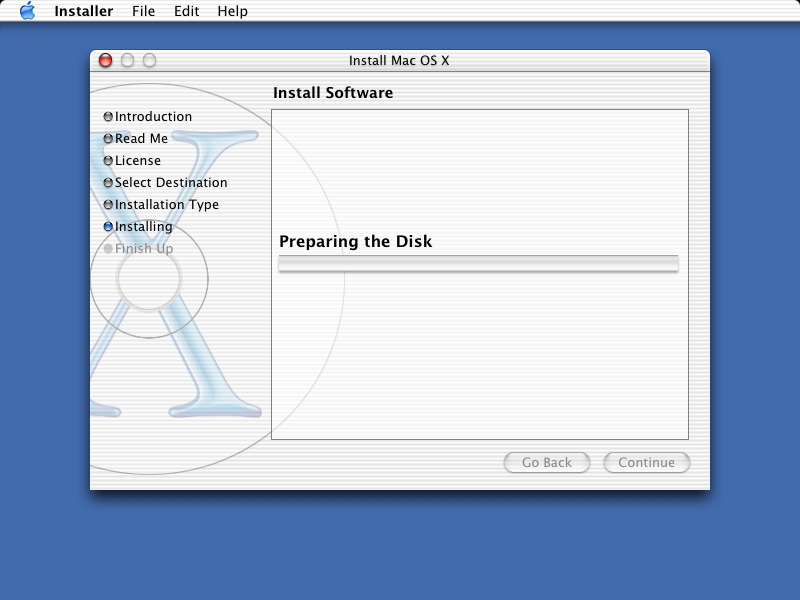 Installer File Edit Help
Install Mac OS X
Install Software
Introduction
Read Me
License
Select Destination
Installation Type
Installing
Finish Up
Preparing the Disk
Go Back Continue